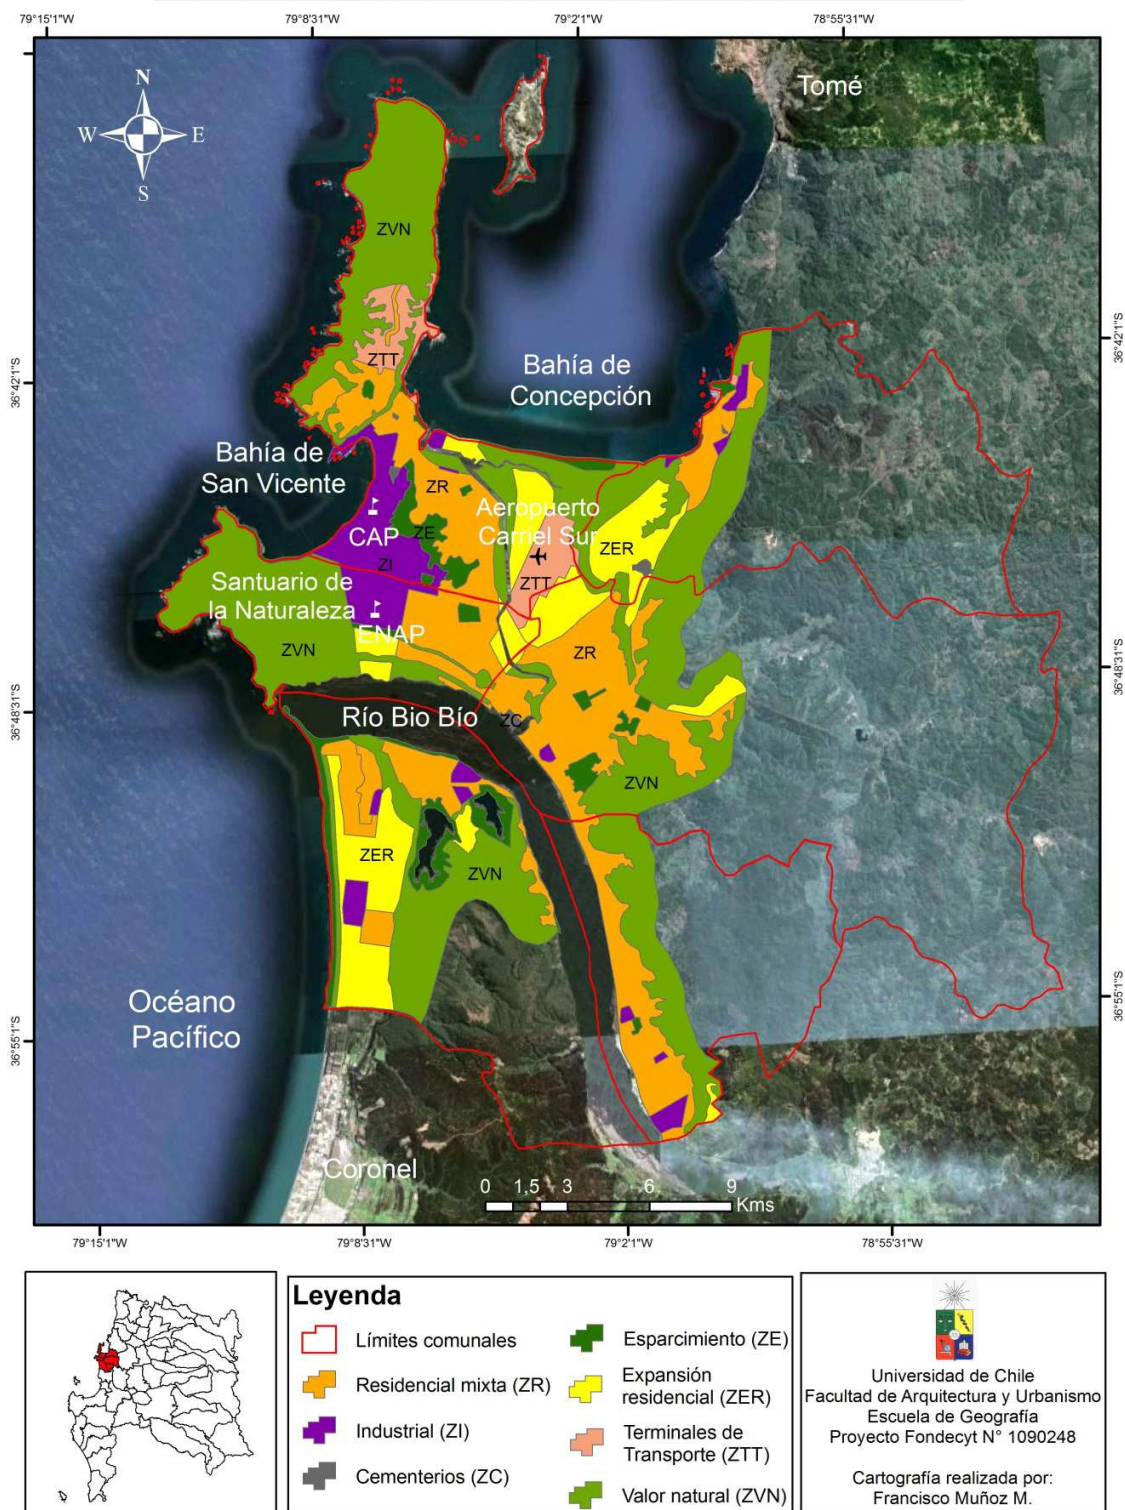 79°15'1"W
79°8'31"W
79°2'1"W
78°55'31"W
Tomé
N
W
E
S
ZVN
36°42'1"S
ZTT
Bahía de
Concepción
36°42'1"S
Bahía de
San Vicente
ZR
Aeropuerto
Carriel Sur
CAP
ZE
ZER
ZI
ZTT
Santuario de
la Naturaleza
ENAP
ZVN
ZR
36°48'31"S
36°48'31"S
Río Bio Bío
ZC
ZVN
ZER
ZVN
Océano
Pacífico
36°55'1"S
36°55'1"S
Coronel
0 1,5 3 6 9
Kms
79°15'1"W
79°8'31"W
79°2'1"W
78°55'31"W
Leyenda
Límites comunales
Residencial mixta (ZR)
Industrial (ZI)
Cementerios (ZC)
Esparcimiento (ZE)
Expansión
residencial (ZER)
Terminales de
Transporte (ZTT)
Valor natural (ZVN)
Universidad de Chile
Facultad de Arquitectura y Urbanismo
Escuela de Geografía
Proyecto Fondecyt N° 1090248
Cartografía realizada por:
Francisco Muñoz M.